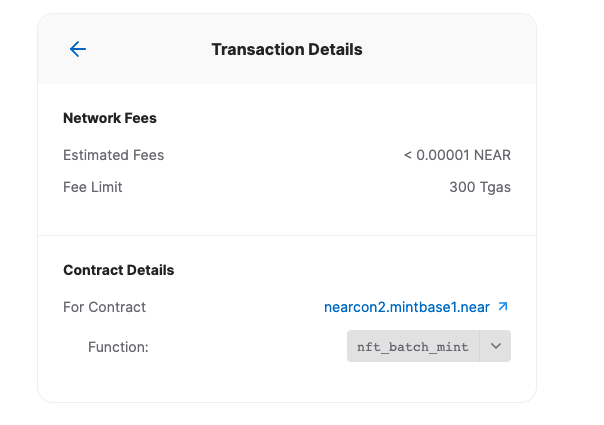 Transaction Details
Network Fees
Estimated Fees < 0.00001 NEAR
Fee Limit 300 Tgas
Contract Details
For Contract nearcon2.mintbase1.near
Function: nft_batch_mint